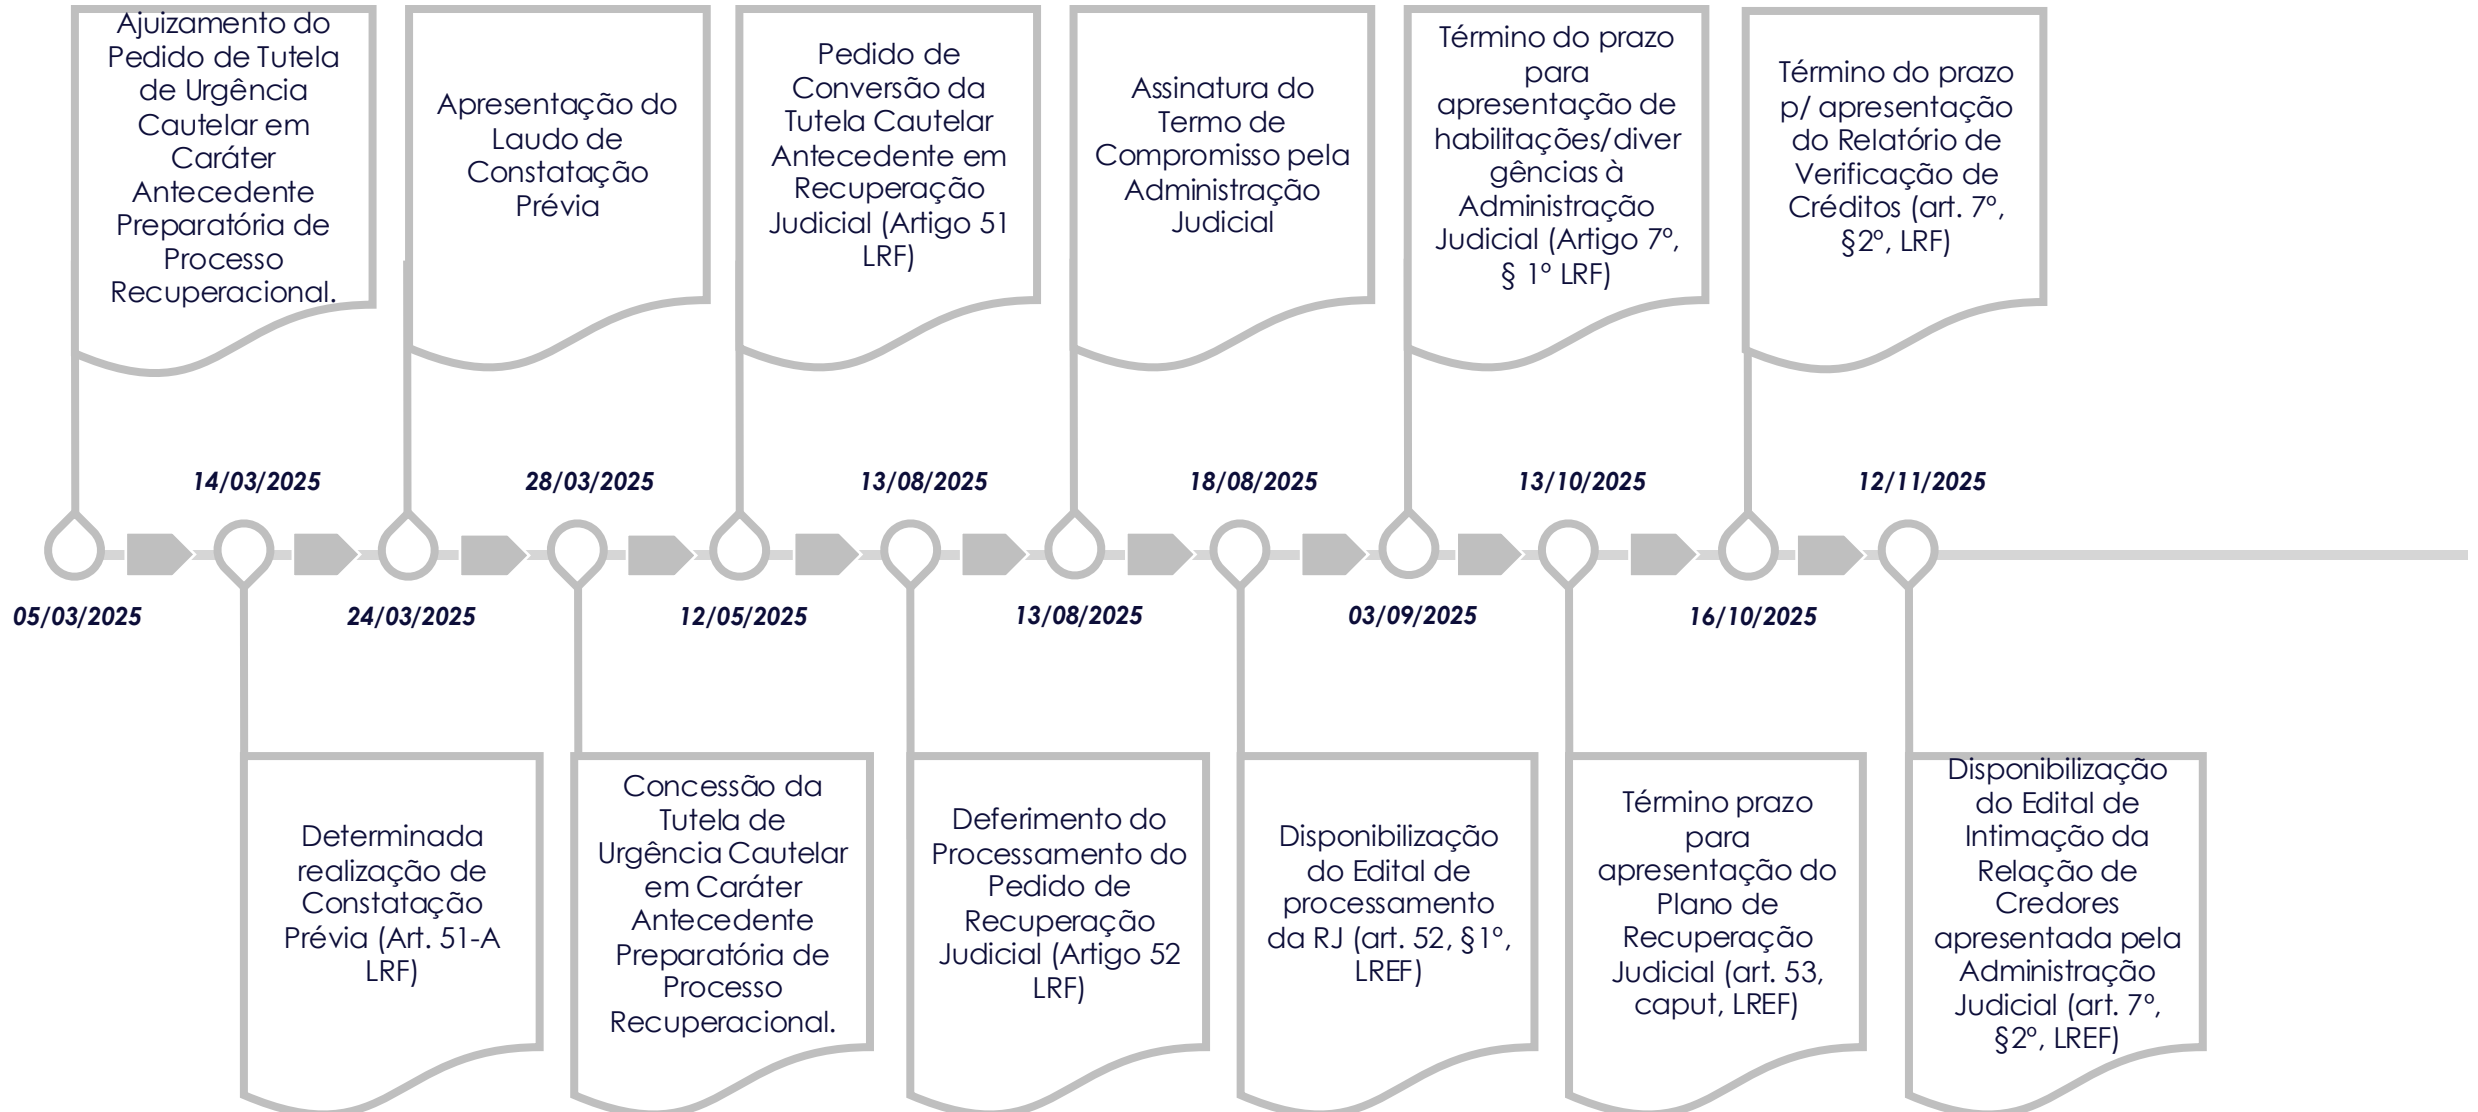 Ajuizamento do
Pedido de Tutela
de Urgência
Cautelar em
Caráter
Antecedente
Preparatória de
Processo
Recuperacional.
Apresentação do
Laudo de
Constatação
Prévia
Pedido de
Conversão da
Tutela Cautelar
Antecedente em
Recuperação
Judicial (Artigo 51
LRF)
Assinatura do
Termo de
Compromisso pela
Administração
Judicial
Término do prazo
para
apresentação de
habilitações/diver
gências à
Administração
Judicial (Artigo 7º,
§ 1º LRF)
Término do prazo
p/ apresentação
do Relatório de
Verificação de
Créditos (art. 7º,
§2º, LRF)
14/03/2025
28/03/2025
13/08/2025
18/08/2025
13/10/2025
12/11/2025
05/03/2025
24/03/2025
12/05/2025
13/08/2025
03/09/2025
16/10/2025
Determinada
realização de
Constatação
Prévia (Art. 51-A
LRF)
Concessão da
Tutela de
Urgência Cautelar
em Caráter
Antecedente
Preparatória de
Processo
Recuperacional.
Deferimento do
Processamento do
Pedido de
Recuperação
Judicial (Artigo 52
LRF)
Disponibilização
do Edital de
processamento
da RJ (art. 52, §1º,
LREF)
Término prazo
para
apresentação do
Plano de
Recuperação
Judicial (art. 53,
caput, LREF)
Disponibilização
do Edital de
Intimação da
Relação de
Credores
apresentada pela
Administração
Judicial (art. 7º,
§2º, LREF)